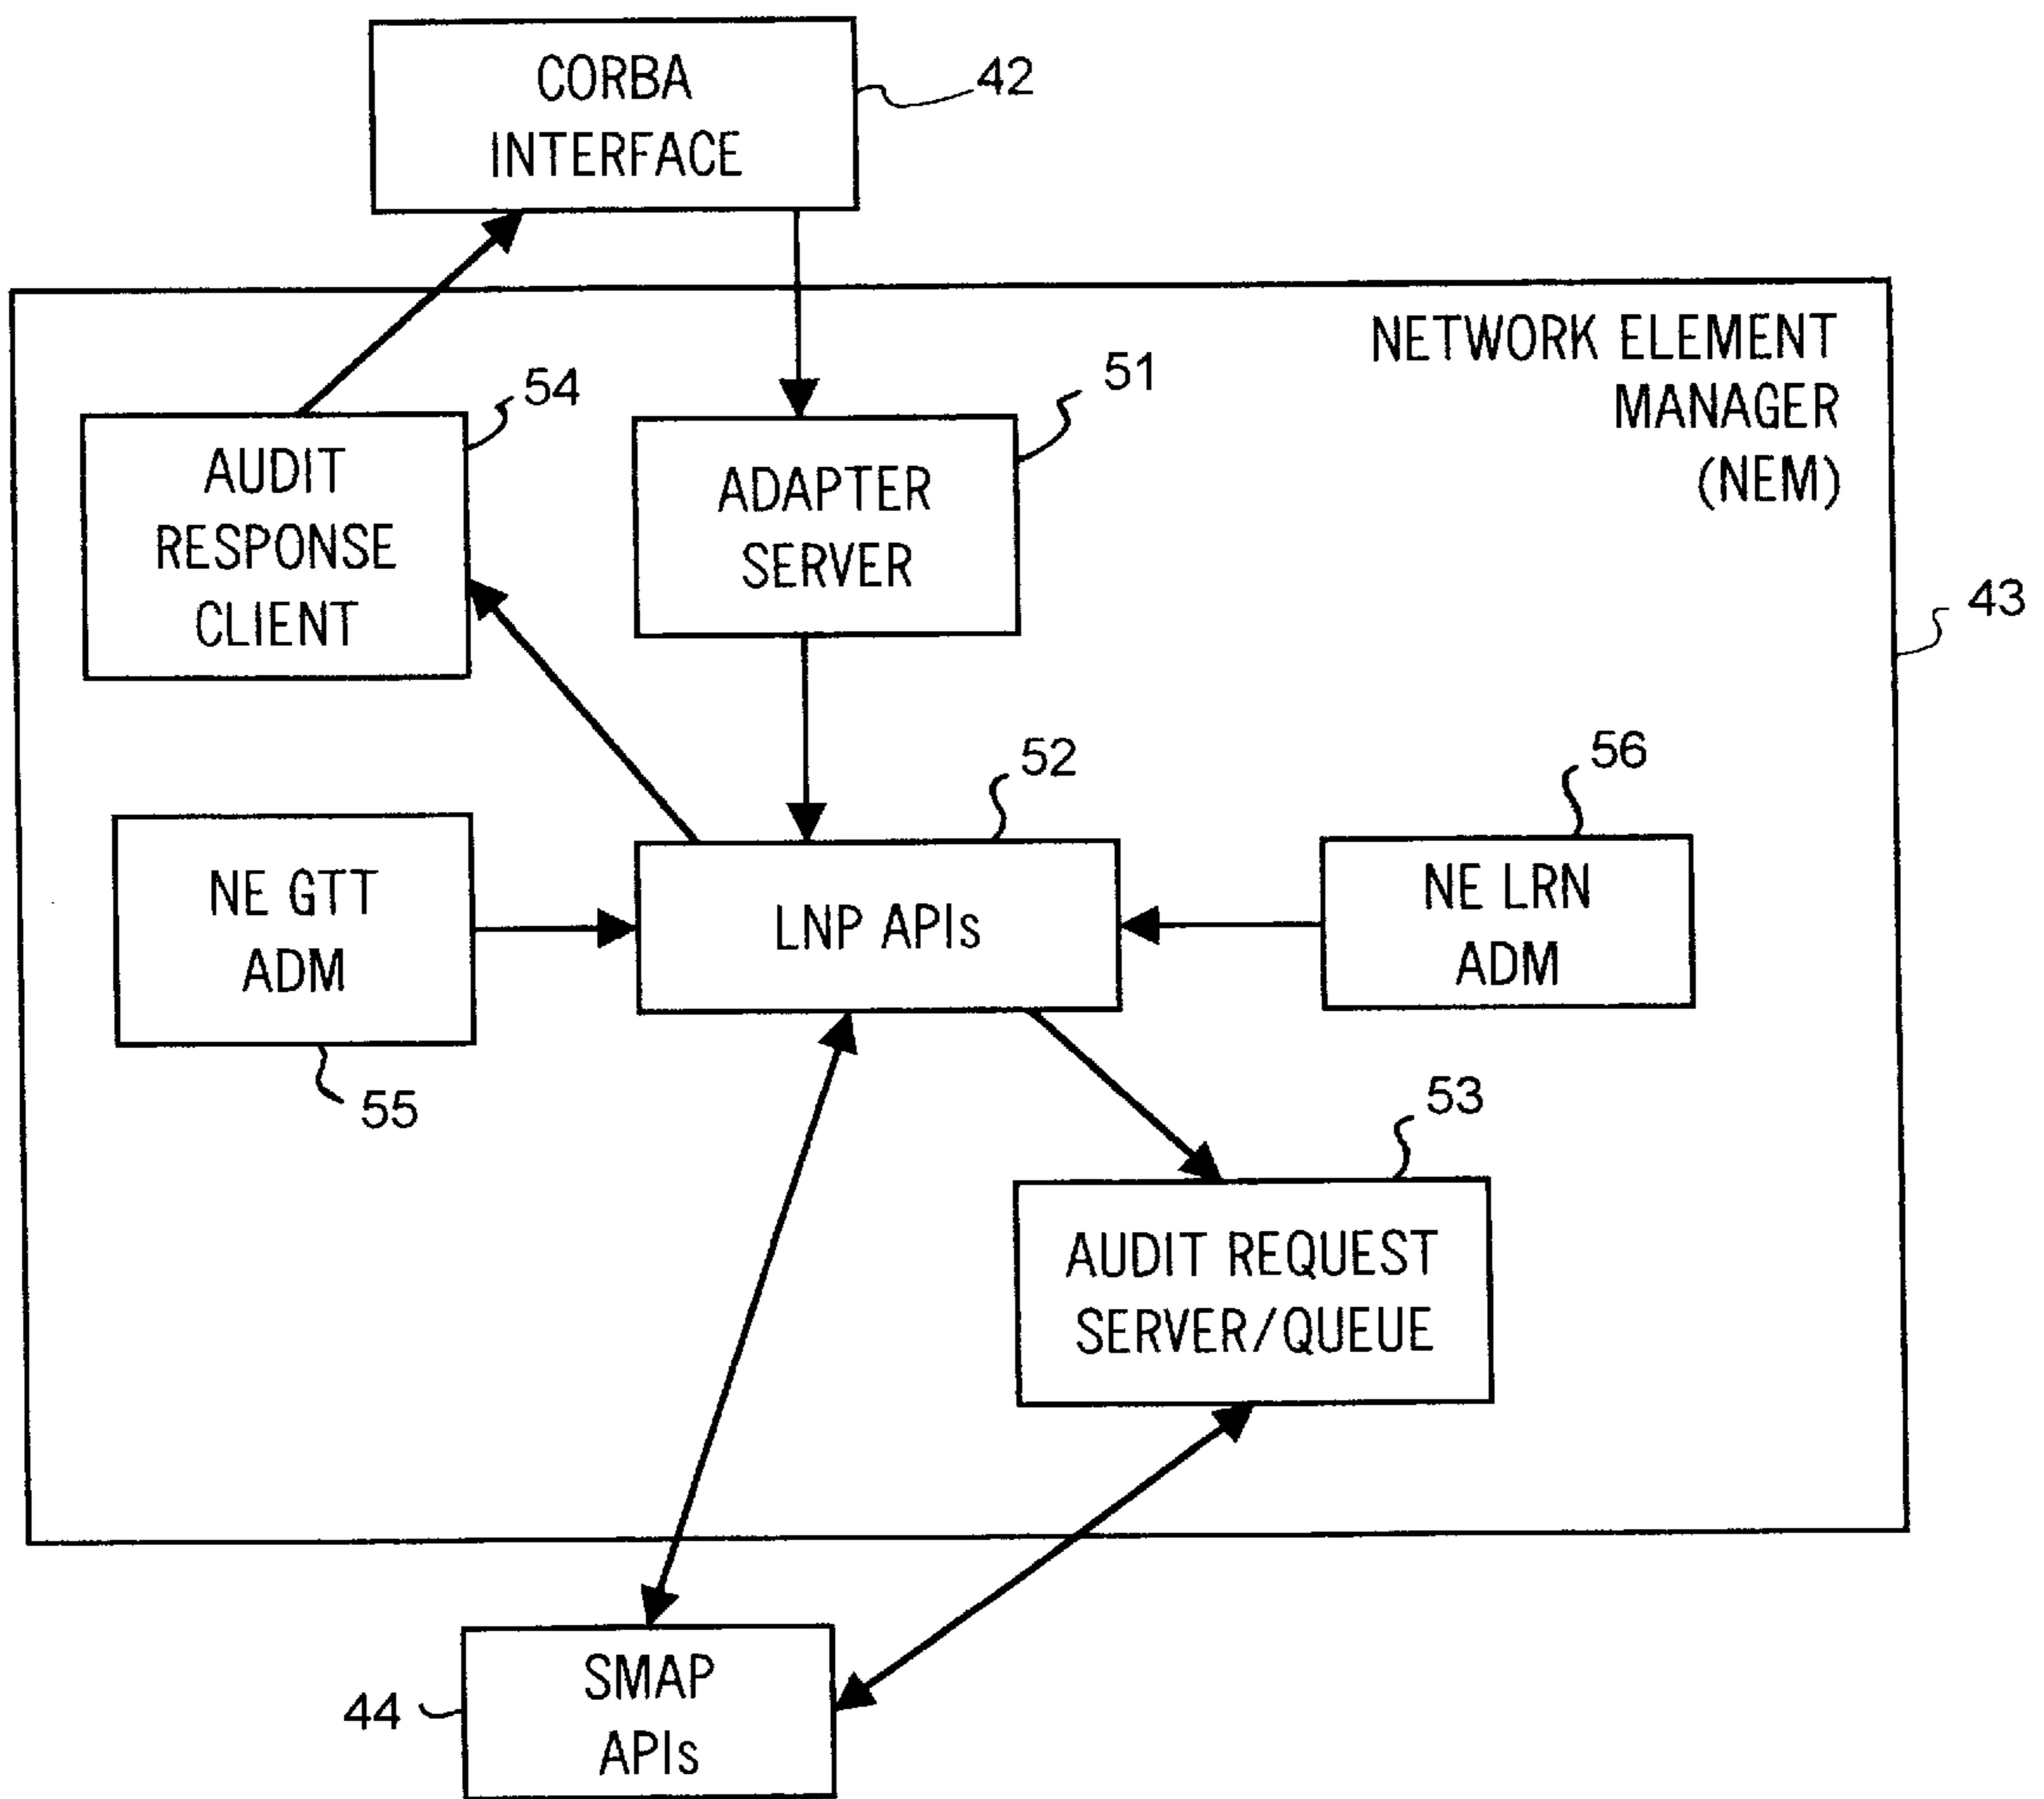 CORBA
INTERFACE
42
NETWORK ELEMENT
MANAGER
(NEM)
54
51
AUDIT
RESPONSE
CLIENT
ADAPTER
SERVER
43
52
56
NE GTT
ADM
LNP APIs
NE LRN
ADM
55
53
AUDIT REQUEST
SERVER/QUEUE
44
SMAP
APIs